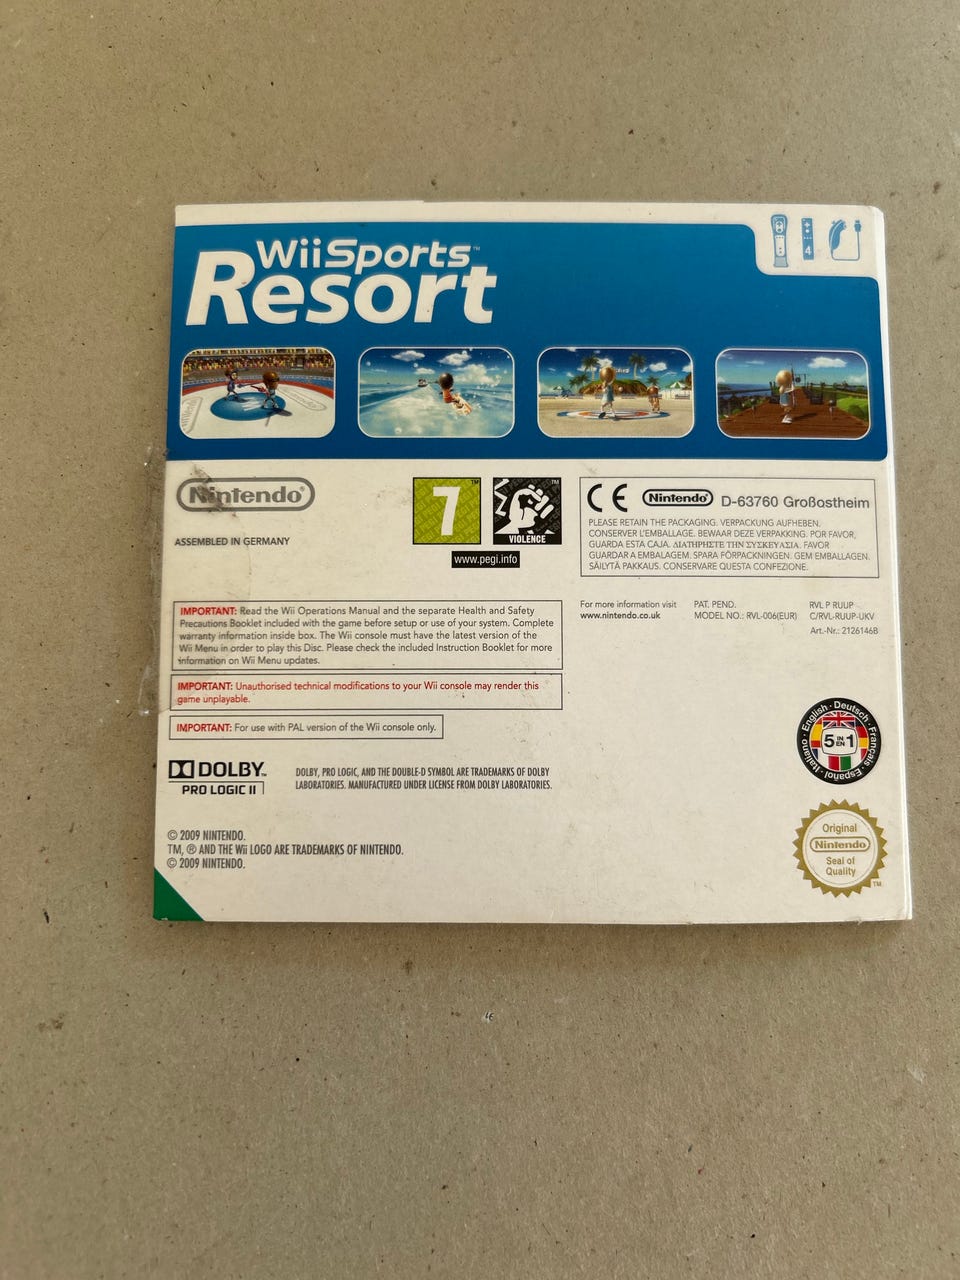 WiiSports™
Resort
4
Nintendo®
ASSEMBLED IN GERMANY
7
™
™
VIOLENCE
www.pegi.info
CE Nintendo® D-63760 Großostheim
PLEASE RETAIN THE PACKAGING. VERPACKUNG AUFHEBEN.
CONSERVER L'EMBALLAGE. BEWAAR DEZE VERPAKKING. POR FAVOR,
GUARDA ESTA CAJA. ΔΙΑΤΗΡΗΣΤΕ ΤΗΝ ΣΥΣΚΕΥΑΣΙΑ. FAVOR
GUARDAR A EMBALAGEM. SPARA FÖRPACKNINGEN. GEM EMBALLAGEN.
SÄILYTÄ PAKKAUS. CONSERVARE QUESTA CONFEZIONE.
IMPORTANT: Read the Wii Operations Manual and the separate Health and Safety
Precautions Booklet included with the game before setup or use of your system. Complete
warranty information inside box. The Wii console must have the latest version of the
Wii Menu in order to play this Disc. Please check the included Instruction Booklet for more
information on Wii Menu updates.
For more information visit
www.nintendo.co.uk
PAT. PEND.
MODEL NO.: RVL-006(EUR)
RVL P RUUP
C/RVL-RUUP-UKV
Art.-Nr.: 2126146B
IMPORTANT: Unauthorised technical modifications to your Wii console may render this
game unplayable.
IMPORTANT: For use with PAL version of the Wii console only.
English · Deutsch · Français · Español · Italiano ·
5 IN EN 1
DOLBY™
PRO LOGIC II
DOLBY, PRO LOGIC, AND THE DOUBLE-D SYMBOL ARE TRADEMARKS OF DOLBY
LABORATORIES. MANUFACTURED UNDER LICENSE FROM DOLBY LABORATORIES.
© 2009 NINTENDO.
TM, ® AND THE Wii LOGO ARE TRADEMARKS OF NINTENDO.
© 2009 NINTENDO.
Original
Nintendo
Seal of
Quality
TM